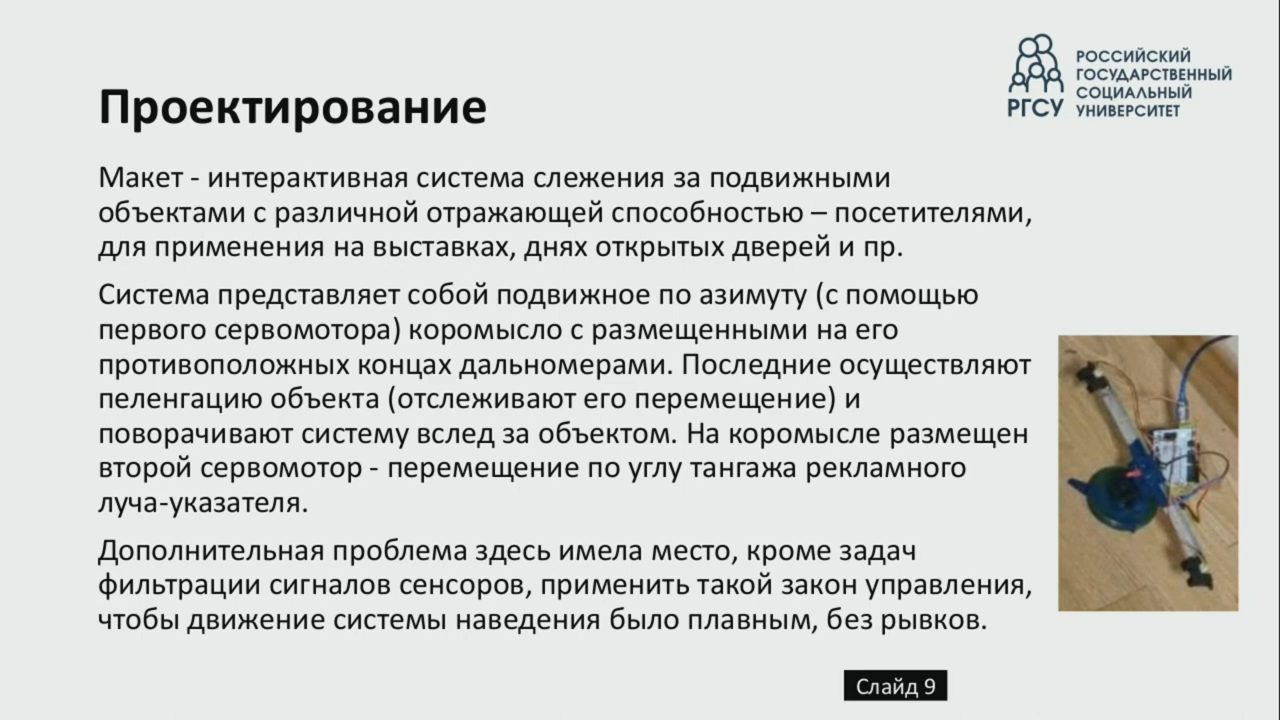 РОССИЙСКИЙ
ГОСУДАРСТВЕННЫЙ
СОЦИАЛЬНЫЙ
УНИВЕРСИТЕТ
РГСУ
Проектирование
Макет - интерактивная система слежения за подвижными
объектами с различной отражающей способностью – посетителями,
для применения на выставках, днях открытых дверей и пр.
Система представляет собой подвижное по азимуту (с помощью
первого сервомотора) коромысло с размещенными на его
противоположных концах дальномерами. Последние осуществляют
пеленгацию объекта (отслеживают его перемещение) и
поворачивают систему вслед за объектом. На коромысле размещен
второй сервомотор - перемещение по углу тангажа рекламного
луча-указателя.
Дополнительная проблема здесь имела место, кроме задач
фильтрации сигналов сенсоров, применить такой закон управления,
чтобы движение системы наведения было плавным, без рывков.
Слайд 9